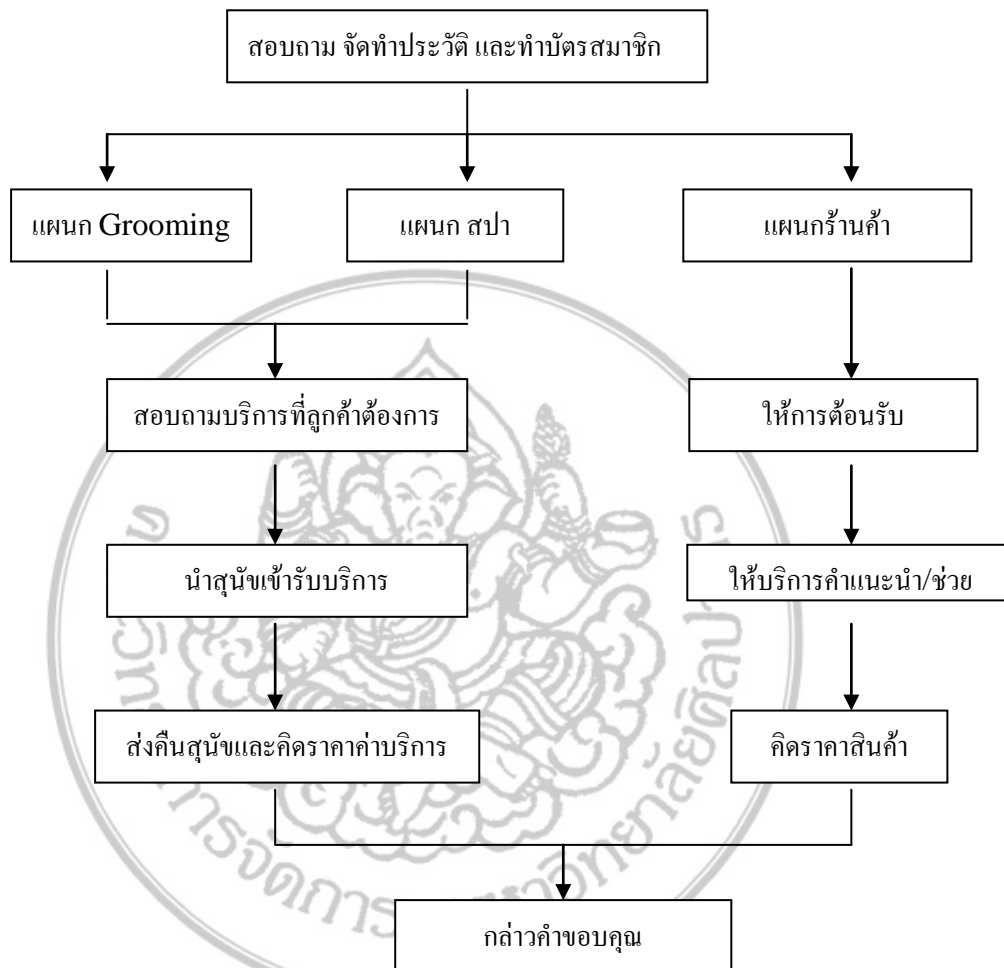 สอบถาม จัดทำประวัติ และทำบัตรสมาชิก
แผนก Grooming
แผนก สปา
แผนกร้านค้า
สอบถามบริการที่ลูกค้าต้องการ
ให้การต้อนรับ
นำสุนัขเข้ารับบริการ
ให้บริการคำแนะนำ/ช่วย
ส่งคืนสุนัขและคิดราคาค่าบริการ
คิดราคาสินค้า
กล่าวคำขอบคุณ